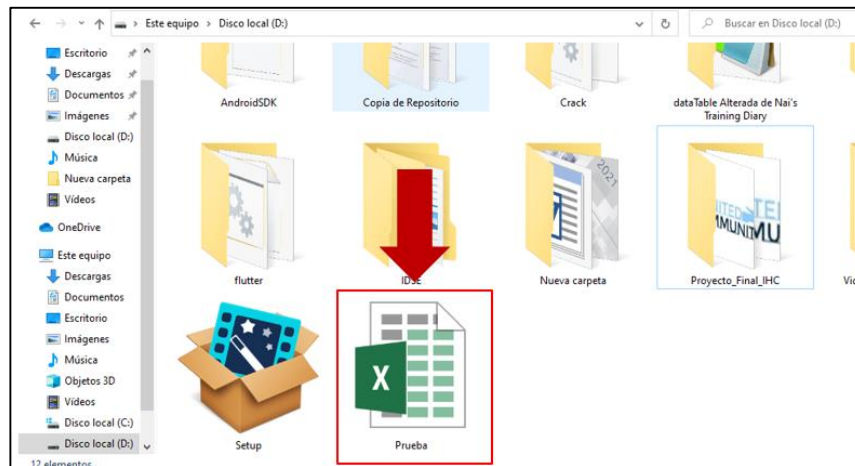 Este equipo > Disco local (D:)
Buscar en Disco local (D:)
Escritorio
Descargas
Documentos
Imágenes
Disco local (D:)
Música
Nueva carpeta
Vídeos
OneDrive
Este equipo
Descargas
Documentos
Escritorio
Imágenes
Música
Objetos 3D
Vídeos
Disco local (C:)
Disco local (D:)
12 elementos
AndroidSDK
Copia de Repositorio
Crack
dataTable Alterada de Nai's
Training Diary
flutter
IDSE
Nueva carpeta
2021
Proyecto_Final_IHC
Setup
X
Prueba